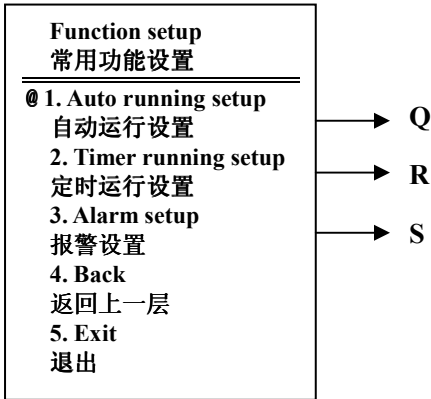 Function setup
常用功能设置
@ 1. Auto running setup
自动运行设置
Q
2. Timer running setup
定时运行设置
R
3. Alarm setup
报警设置
S
4. Back
返回上一层
5. Exit
退出